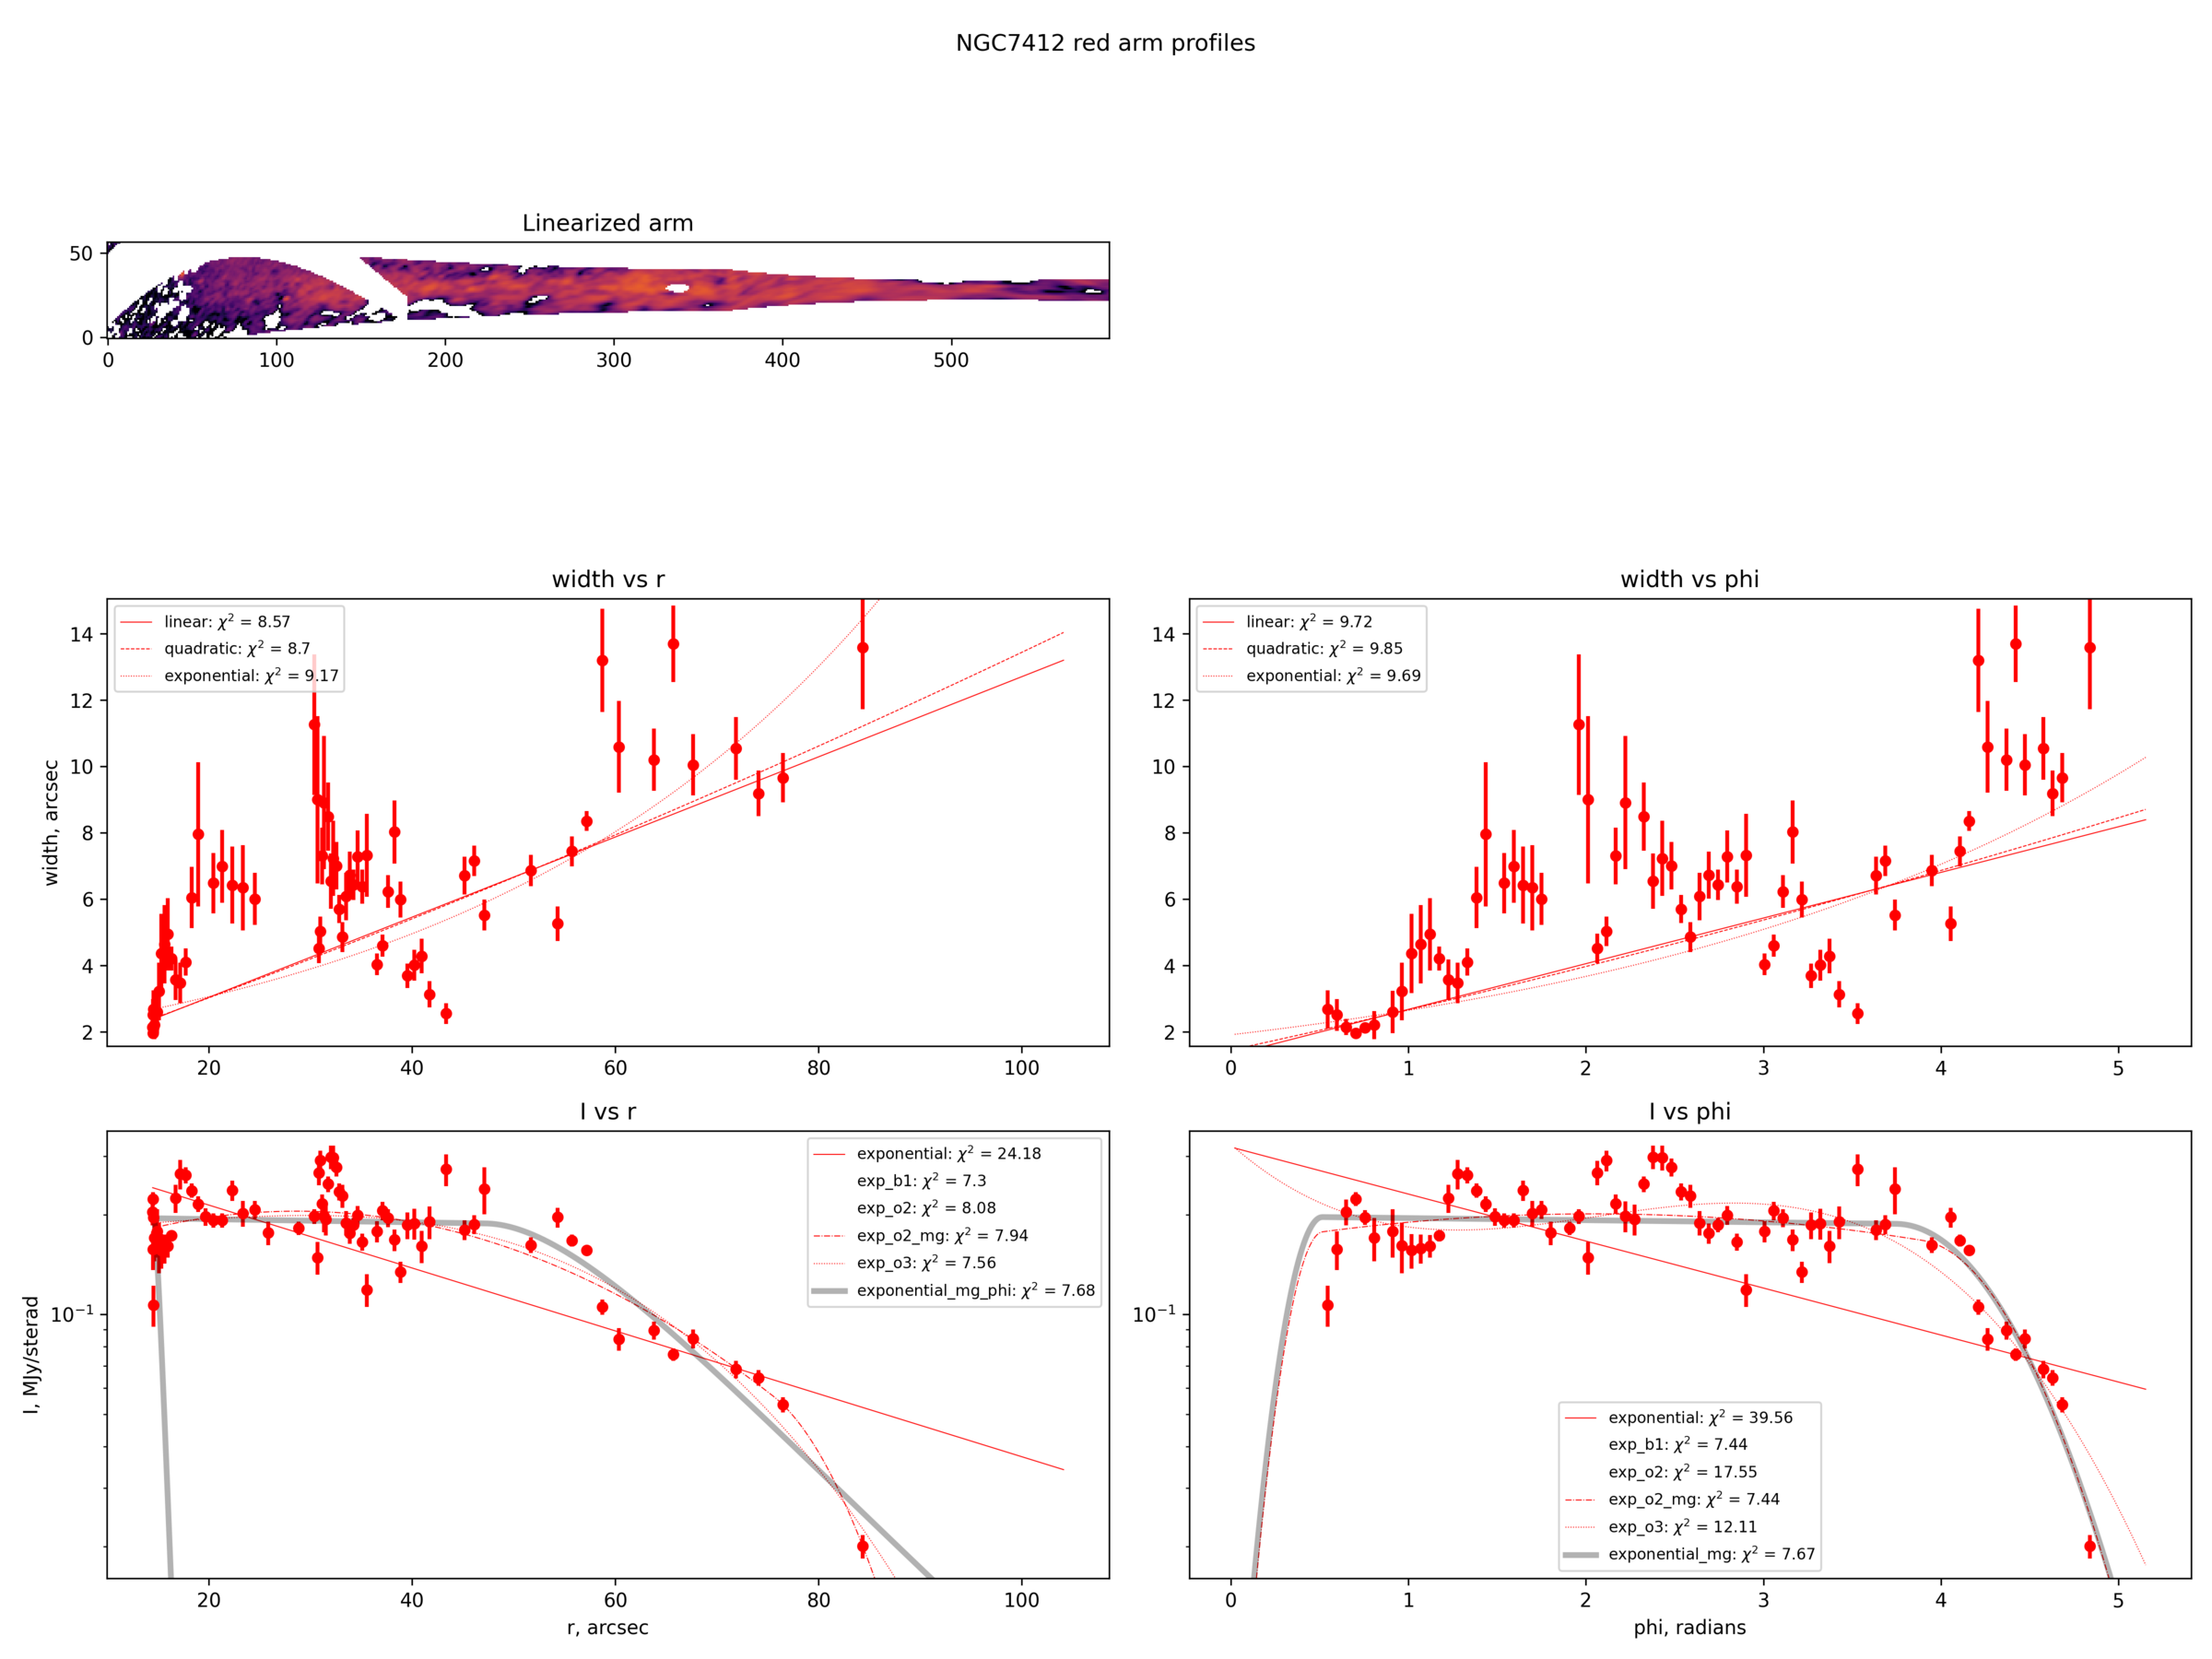 NGC7412 red arm profiles
Linearized arm
50
0
0 100 200 300 400 500
width vs r
width, arcsec
14
12
10
8
6
4
2
linear: χ² = 8.57
quadratic: χ² = 8.7
exponential: χ² = 9.17
20 40 60 80 100
width vs phi
14
12
10
8
6
4
2
linear: χ² = 9.72
quadratic: χ² = 9.85
exponential: χ² = 9.69
0 1 2 3 4 5
I vs r
I, MJy/sterad
10⁻¹
exponential: χ² = 24.18
exp_b1: χ² = 7.3
exp_o2: χ² = 8.08
exp_o2_mg: χ² = 7.94
exp_o3: χ² = 7.56
exponential_mg_phi: χ² = 7.68
20 40 60 80 100
r, arcsec
I vs phi
10⁻¹
exponential: χ² = 39.56
exp_b1: χ² = 7.44
exp_o2: χ² = 17.55
exp_o2_mg: χ² = 7.44
exp_o3: χ² = 12.11
exponential_mg: χ² = 7.67
0 1 2 3 4 5
phi, radians